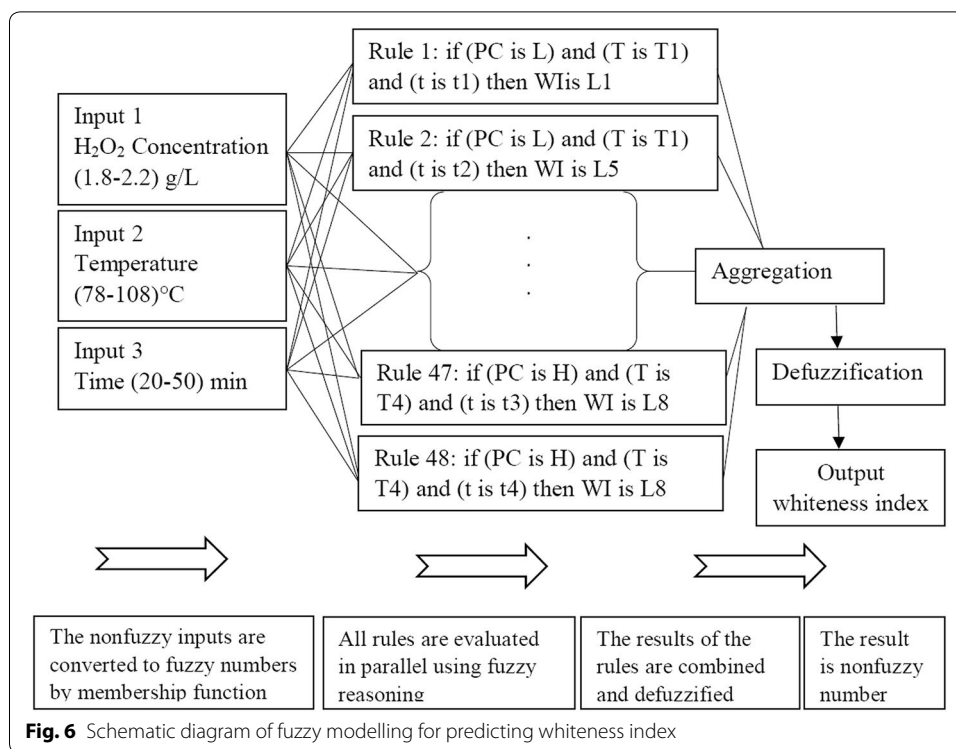 Input 1
H₂O₂ Concentration
(1.8-2.2) g/L
Input 2
Temperature
(78-108)°C
Input 3
Time (20-50) min
Rule 1: if (PC is L) and (T is T1)
and (t is t1) then WIis L1
Rule 2: if (PC is L) and (T is T1)
and (t is t2) then WI is L5
.
.
.
Rule 47: if (PC is H) and (T is
T4) and (t is t3) then WI is L8
Rule 48: if (PC is H) and (T is
T4) and (t is t4) then WI is L8
Aggregation
Defuzzification
Output
whiteness index
The nonfuzzy inputs are
converted to fuzzy numbers
by membership function
All rules are evaluated
in parallel using fuzzy
reasoning
The results of the
rules are combined
and defuzzified
The result
is nonfuzzy
number
Fig. 6 Schematic diagram of fuzzy modelling for predicting whiteness index